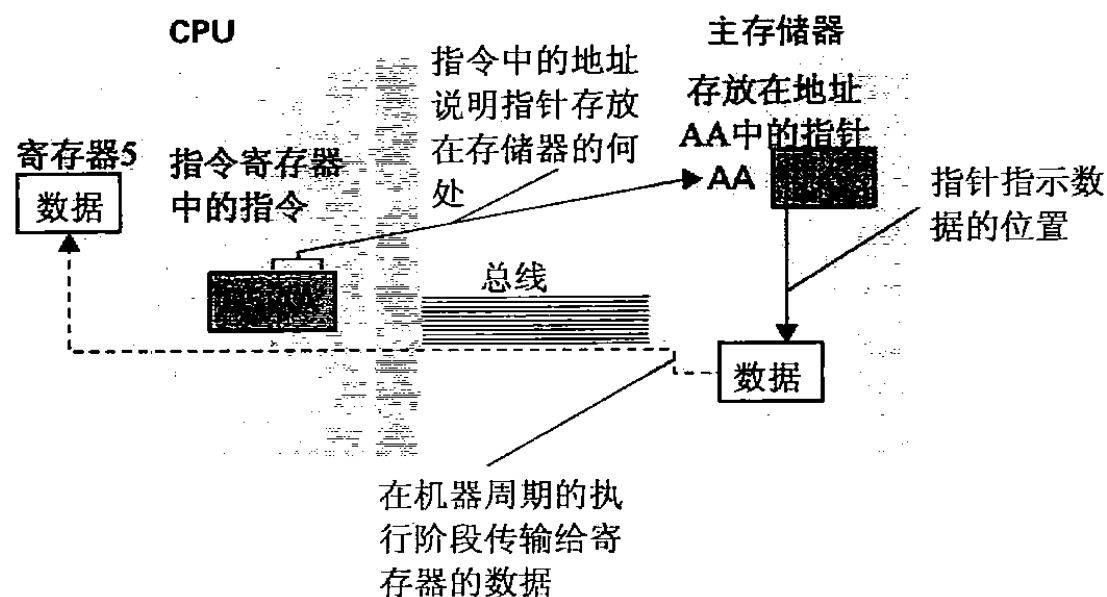 CPU
主存储器
指令中的地址
说明指针存放
在存储器的何
处
存放在地址
AA中的指针
AA
寄存器5
数据
指令寄存器
中的指令
指针指示数
据的位置
总线
数据
在机器周期的执
行阶段传输给寄
存器的数据